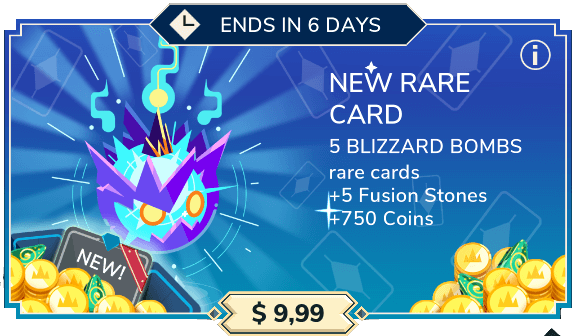 ENDS IN 6 DAYS
NEW RARE
CARD
5 BLIZZARD BOMBS
rare cards
+5 Fusion Stones
+750 Coins
NEW!
$ 9,99